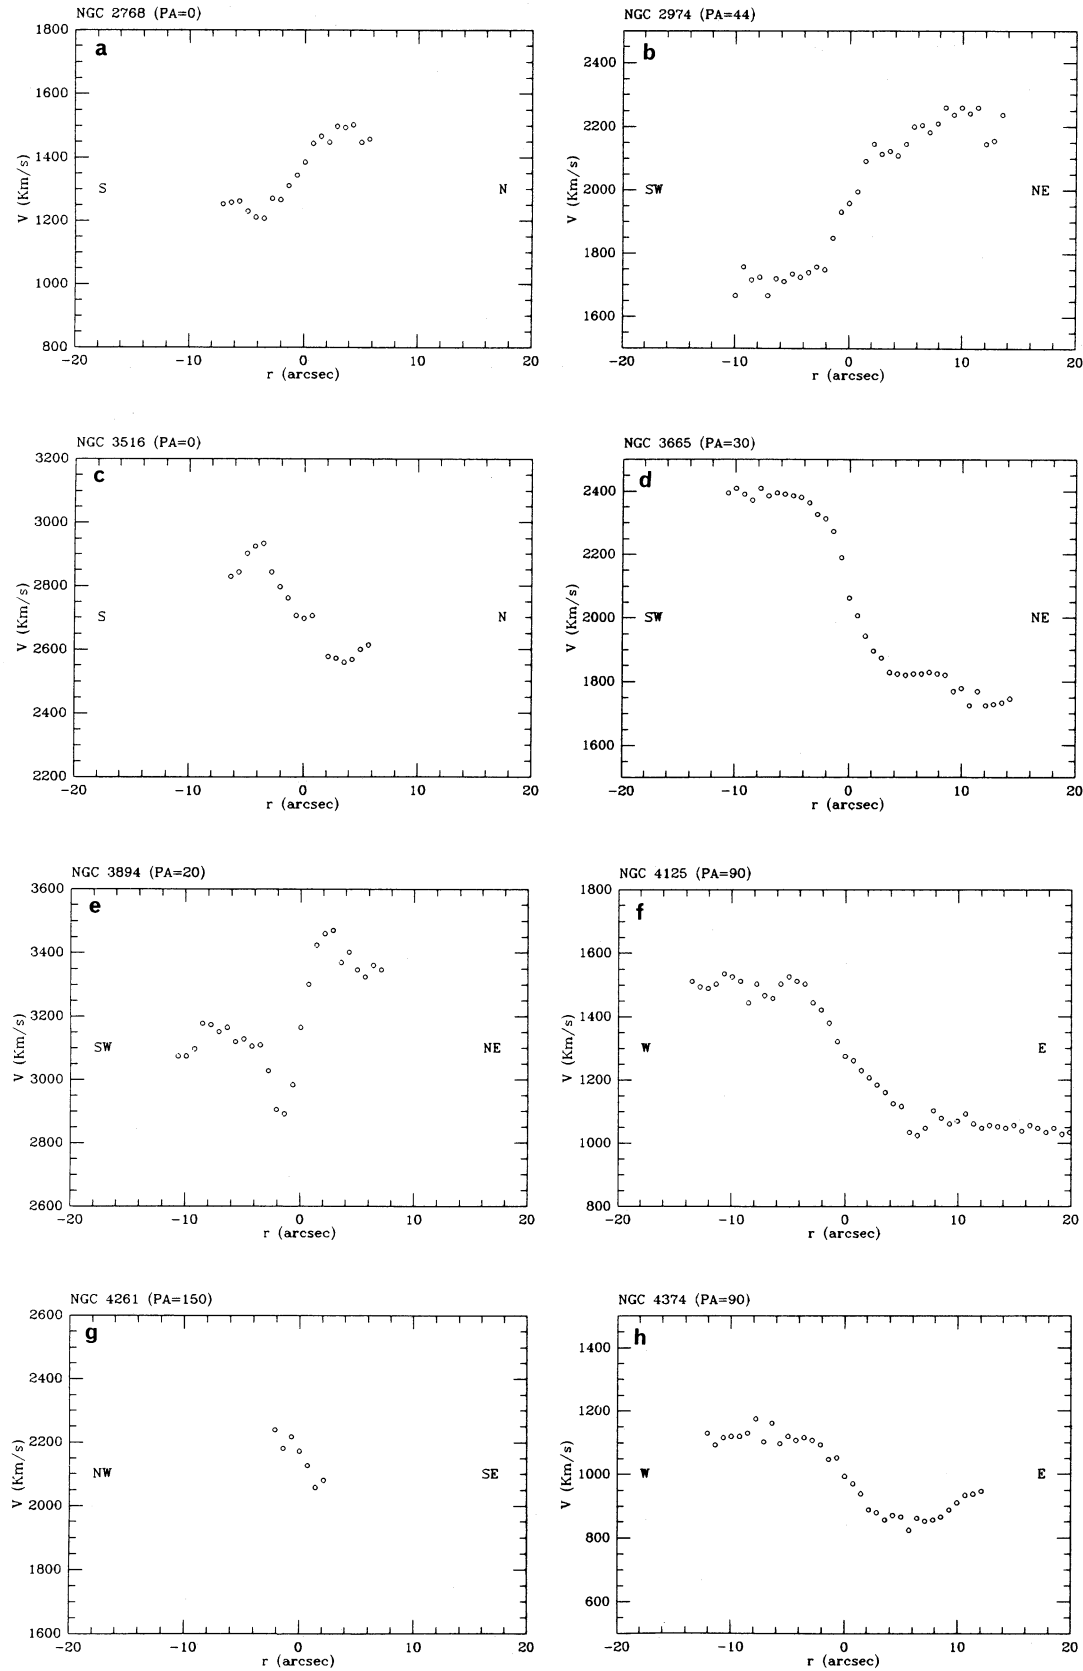 NGC 2768 (PA=0)
a
1800
1600
1400
1200
1000
800
V (Km/s)
S
N
-20
-10
0
10
20
r (arcsec)
NGC 2974 (PA=44)
b
2400
2200
2000
1800
1600
V (Km/s)
SW
NE
-20
-10
0
10
20
r (arcsec)
NGC 3516 (PA=0)
c
3200
3000
2800
2600
2400
2200
V (Km/s)
S
N
-20
-10
0
10
20
r (arcsec)
NGC 3665 (PA=30)
d
2400
2200
2000
1800
1600
V (Km/s)
SW
NE
-20
-10
0
10
20
r (arcsec)
NGC 3894 (PA=20)
e
3600
3400
3200
3000
2800
2600
V (Km/s)
SW
NE
-20
-10
0
10
20
r (arcsec)
NGC 4125 (PA=90)
f
1800
1600
1400
1200
1000
800
V (Km/s)
W
E
-20
-10
0
10
20
r (arcsec)
NGC 4261 (PA=150)
g
2600
2400
2200
2000
1800
1600
V (Km/s)
NW
SE
-20
-10
0
10
20
r (arcsec)
NGC 4374 (PA=90)
h
1400
1200
1000
800
600
V (Km/s)
W
E
-20
-10
0
10
20
r (arcsec)